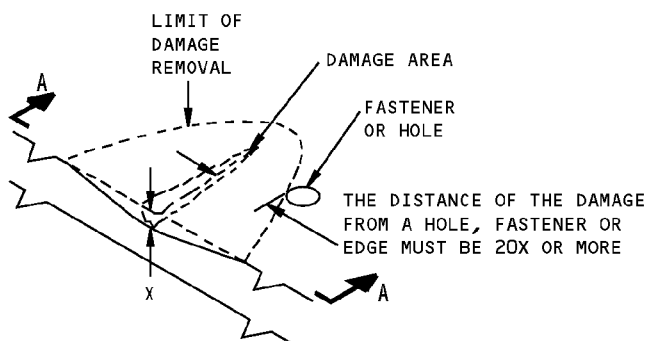 LIMIT OF
DAMAGE
REMOVAL
DAMAGE AREA
A
FASTENER
OR HOLE
THE DISTANCE OF THE DAMAGE
FROM A HOLE, FASTENER OR
EDGE MUST BE 20X OR MORE
A
X